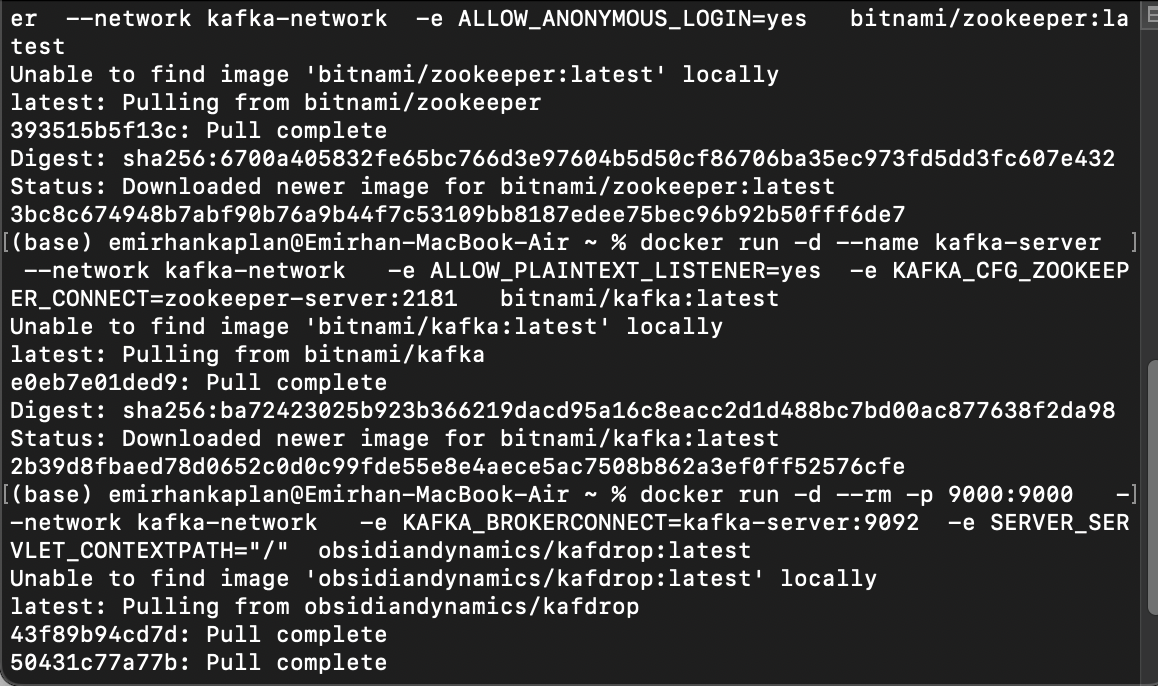 er  --network kafka-network  -e ALLOW_ANONYMOUS_LOGIN=yes   bitnami/zookeeper:la
test
Unable to find image 'bitnami/zookeeper:latest' locally
latest: Pulling from bitnami/zookeeper
393515b5f13c: Pull complete
Digest: sha256:6700a405832fe65bc766d3e97604b5d50cf86706ba35ec973fd5dd3fc607e432
Status: Downloaded newer image for bitnami/zookeeper:latest
3bc8c674948b7abf90b76a9b44f7c53109bb8187edee75bec96b92b50fff6de7
[(base) emirhankaplan@Emirhan-MacBook-Air ~ % docker run -d --name kafka-server  ]
 --network kafka-network   -e ALLOW_PLAINTEXT_LISTENER=yes  -e KAFKA_CFG_ZOOKEEP
ER_CONNECT=zookeeper-server:2181   bitnami/kafka:latest
Unable to find image 'bitnami/kafka:latest' locally
latest: Pulling from bitnami/kafka
e0eb7e01ded9: Pull complete
Digest: sha256:ba72423025b923b366219dacd95a16c8eacc2d1d488bc7bd00ac877638f2da98
Status: Downloaded newer image for bitnami/kafka:latest
2b39d8fbaed78d0652c0d0c99fde55e8e4aece5ac7508b862a3ef0ff52576cfe
[(base) emirhankaplan@Emirhan-MacBook-Air ~ % docker run -d --rm -p 9000:9000   -]
-network kafka-network   -e KAFKA_BROKERCONNECT=kafka-server:9092  -e SERVER_SER
VLET_CONTEXTPATH="/"  obsidiandynamics/kafdrop:latest
Unable to find image 'obsidiandynamics/kafdrop:latest' locally
latest: Pulling from obsidiandynamics/kafdrop
43f89b94cd7d: Pull complete
50431c77a77b: Pull complete